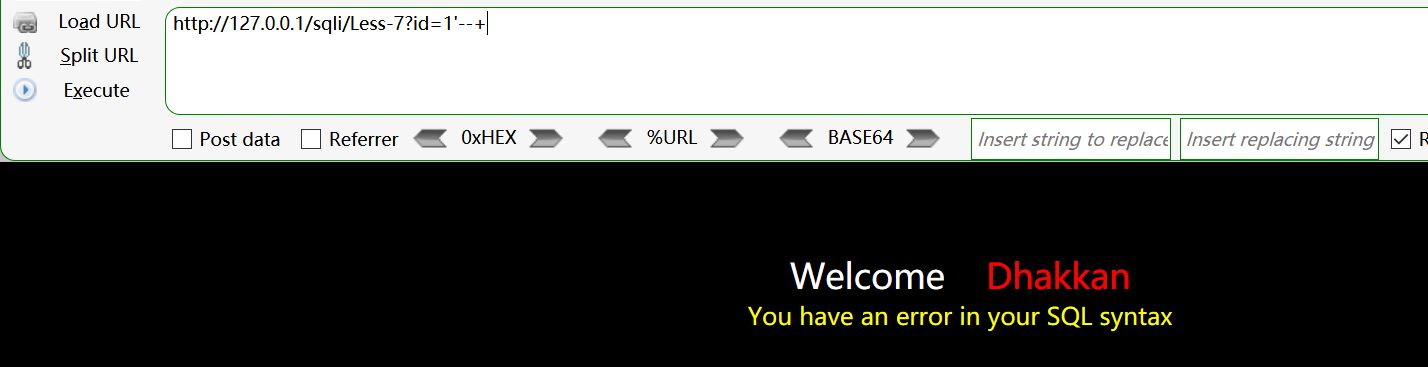 Load URL http://127.0.0.1/sqli/Less-7?id=1'--+
Split URL
Execute
Post data Referrer 0xHEX %URL BASE64 Insert string to replace Insert replacing string R
Welcome Dhakkan
You have an error in your SQL syntax